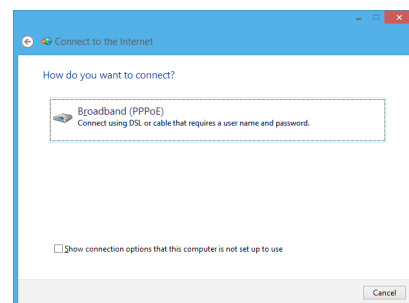 Connect to the Internet
How do you want to connect?
Broadband (PPPoE)
Connect using DSL or cable that requires a user name and password.
Show connection options that this computer is not set up to use
Cancel